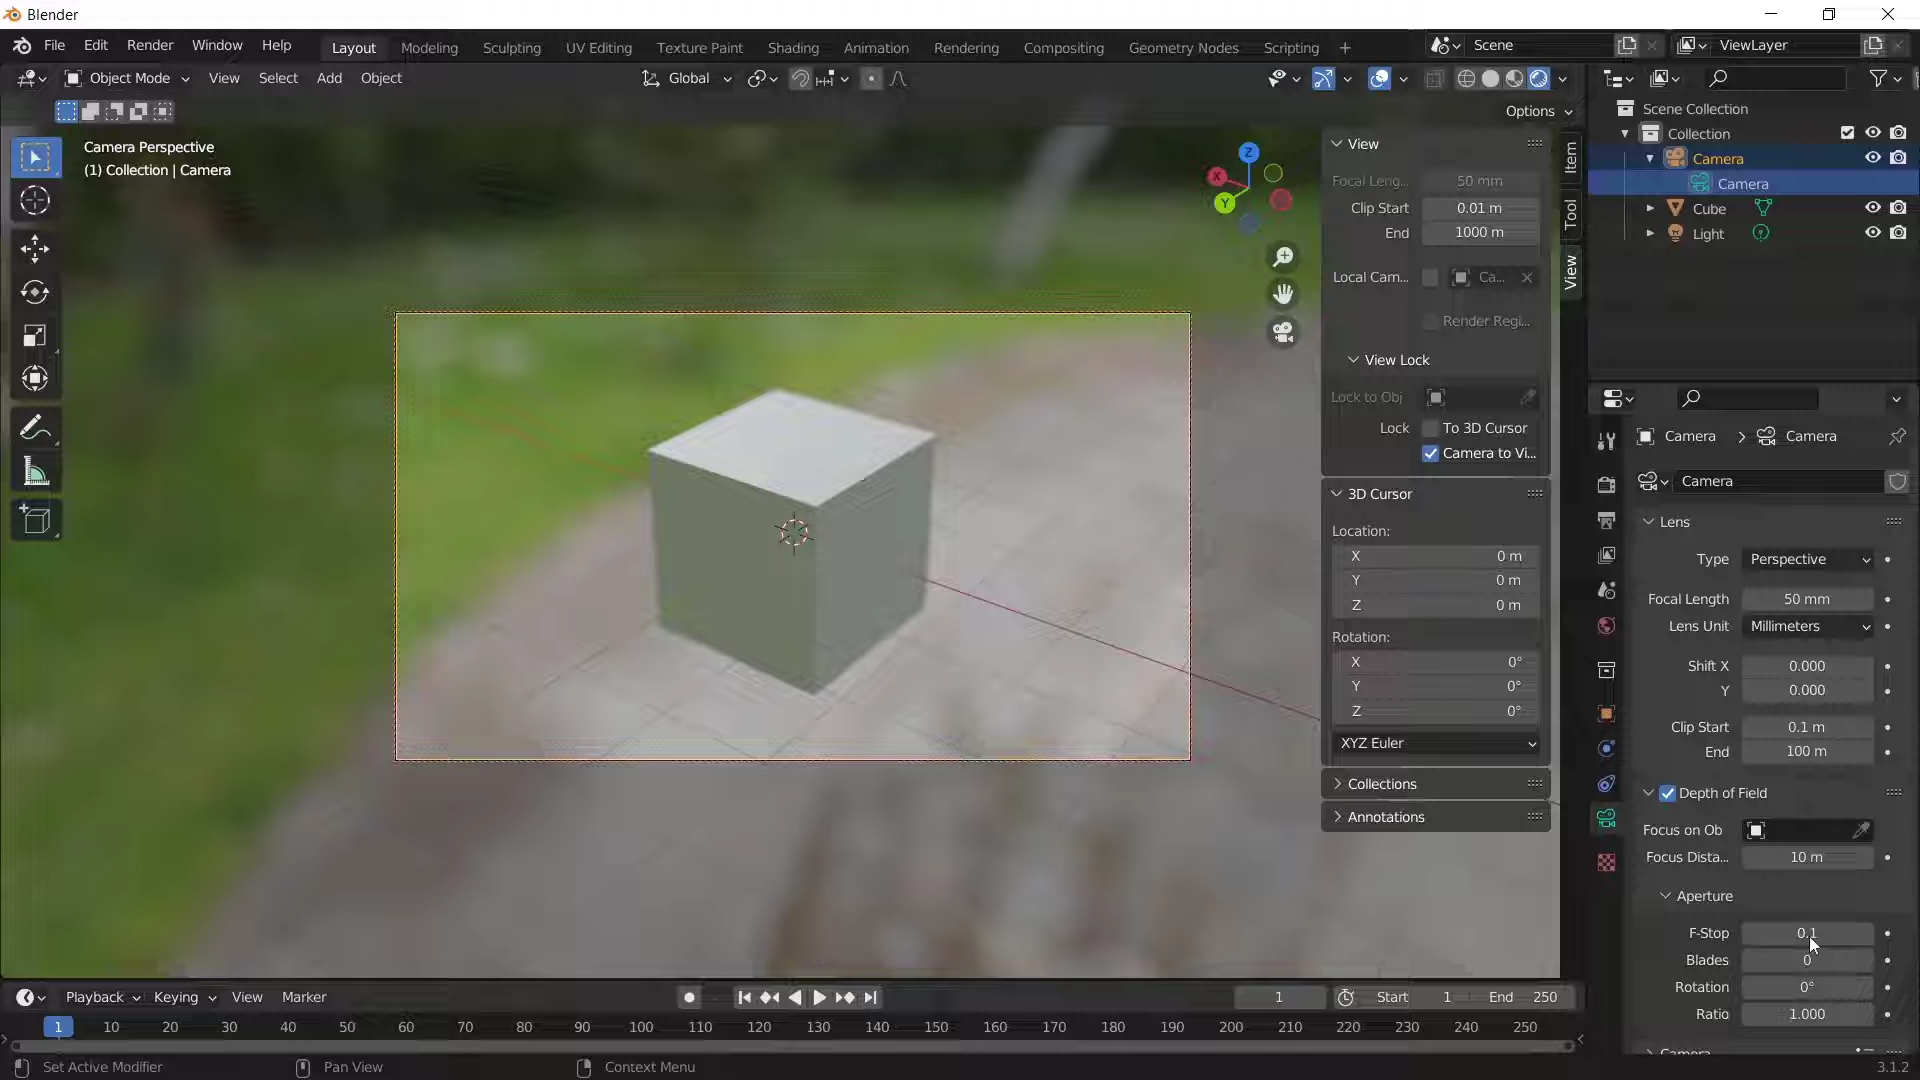 Blender
File Edit Render Window Help Layout Modeling Sculpting UV Editing Texture Paint Shading Animation Rendering Compositing Geometry Nodes Scripting + Scene ViewLayer
Object Mode View Select Add Object Global
Options
Camera Perspective
(1) Collection | Camera
X
Y
Z
View
Focal Leng... 50 mm
Clip Start 0.01 m
End 1000 m
Local Cam... Ca...
Render Regi...
View Lock
Lock to Obj
Lock To 3D Cursor
Camera to Vi...
3D Cursor
Location:
X 0 m
Y 0 m
Z 0 m
Rotation:
X 0°
Y 0°
Z 0°
XYZ Euler
Collections
Annotations
Item
Tool
View
Scene Collection
Collection
Camera
Camera
Cube
Light
Camera > Camera
Camera
Lens
Type Perspective
Focal Length 50 mm
Lens Unit Millimeters
Shift X 0.000
Y 0.000
Clip Start 0.1 m
End 100 m
Depth of Field
Focus on Ob
Focus Dista... 10 m
Aperture
F-Stop 0.1
Blades 0
Rotation 0°
Ratio 1.000
Camera
Playback Keying View Marker 1 Start 1 End 250
1 10 20 30 40 50 60 70 80 90 100 110 120 130 140 150 160 170 180 190 200 210 220 230 240 250
Set Active Modifier Pan View Context Menu 3.1.2